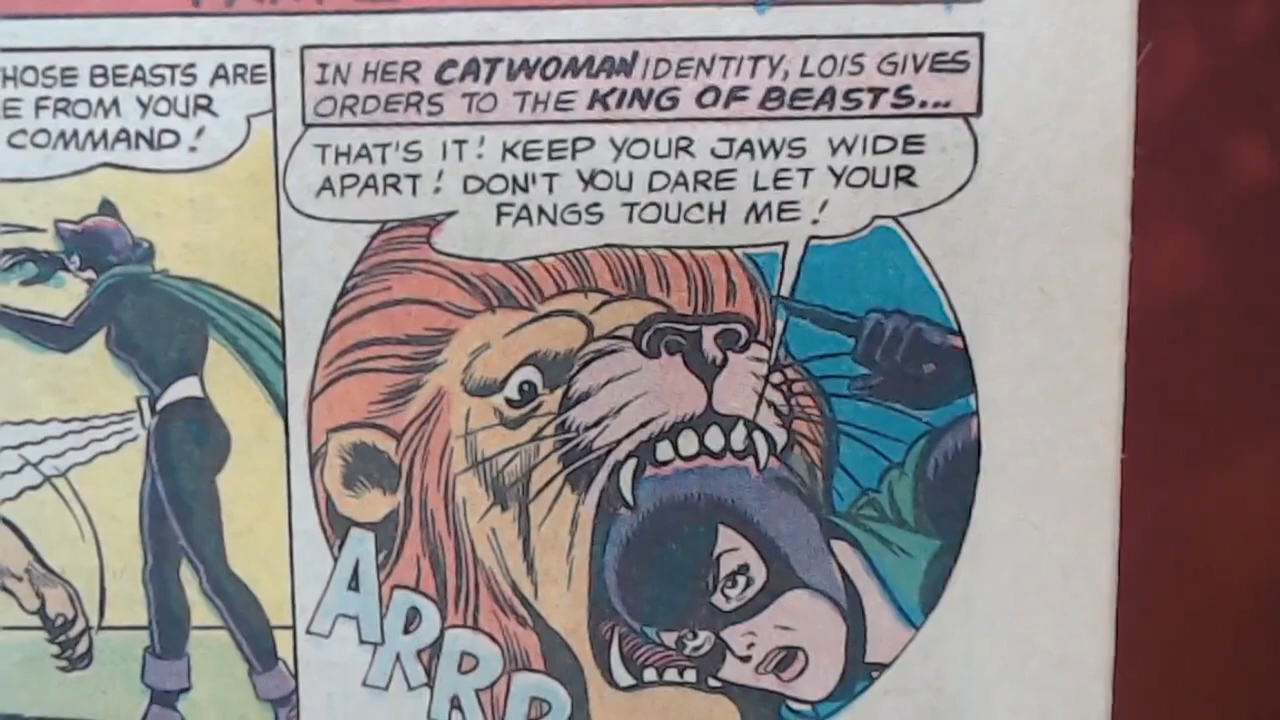 HOSE BEASTS ARE
E FROM YOUR
COMMAND!
IN HER CATWOMAN IDENTITY, LOIS GIVES
ORDERS TO THE KING OF BEASTS...
THAT'S IT! KEEP YOUR JAWS WIDE
APART! DON'T YOU DARE LET YOUR
FANGS TOUCH ME!
ARRR